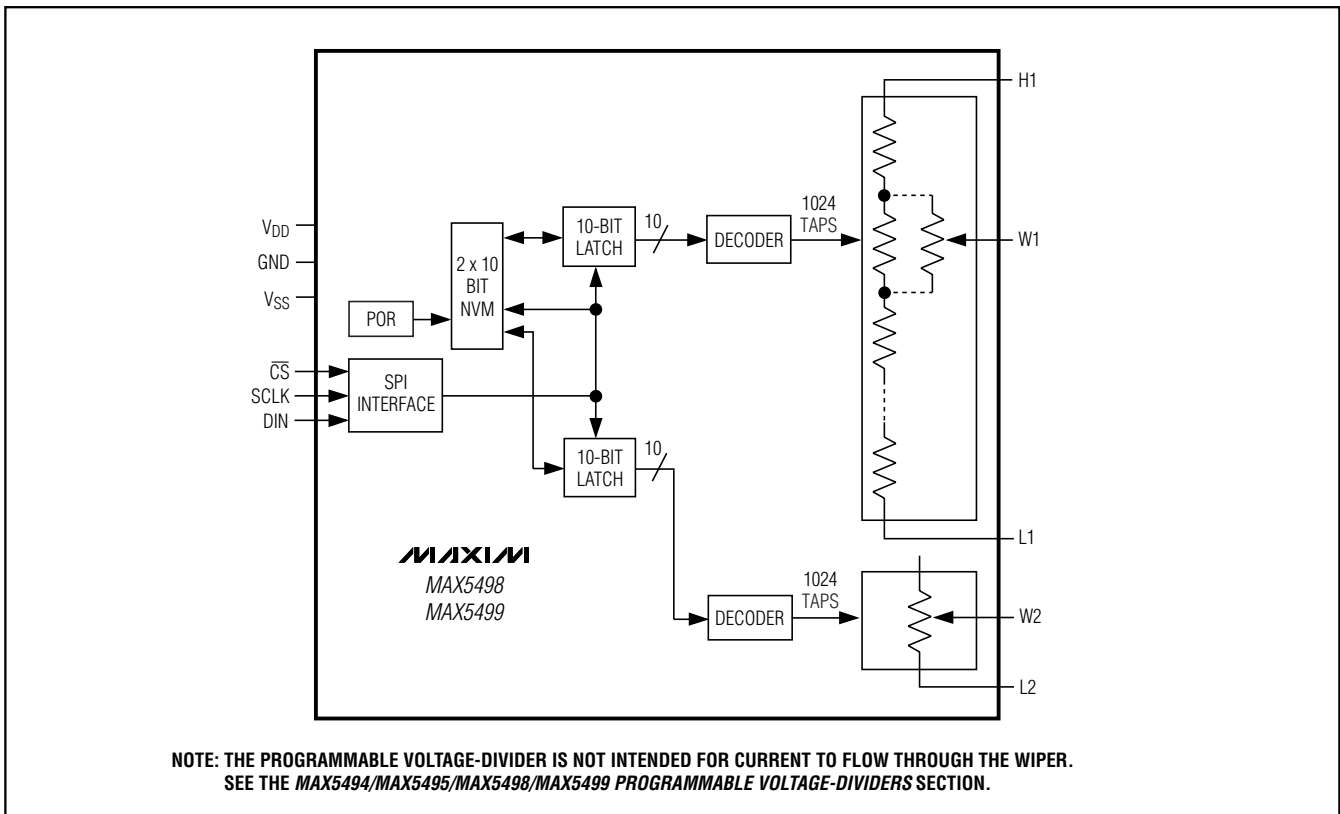 H1
1024
TAPS
10-BIT
LATCH
10
DECODER
W1
VDD
GND
VSS
2 x 10
BIT
NVM
POR
C̅S̅
SCLK
DIN
SPI
INTERFACE
10-BIT
LATCH
10
L1
MAXIM
MAX5498
MAX5499
1024
TAPS
DECODER
W2
L2
NOTE: THE PROGRAMMABLE VOLTAGE-DIVIDER IS NOT INTENDED FOR CURRENT TO FLOW THROUGH THE WIPER.
SEE THE MAX5494/MAX5495/MAX5498/MAX5499 PROGRAMMABLE VOLTAGE-DIVIDERS SECTION.